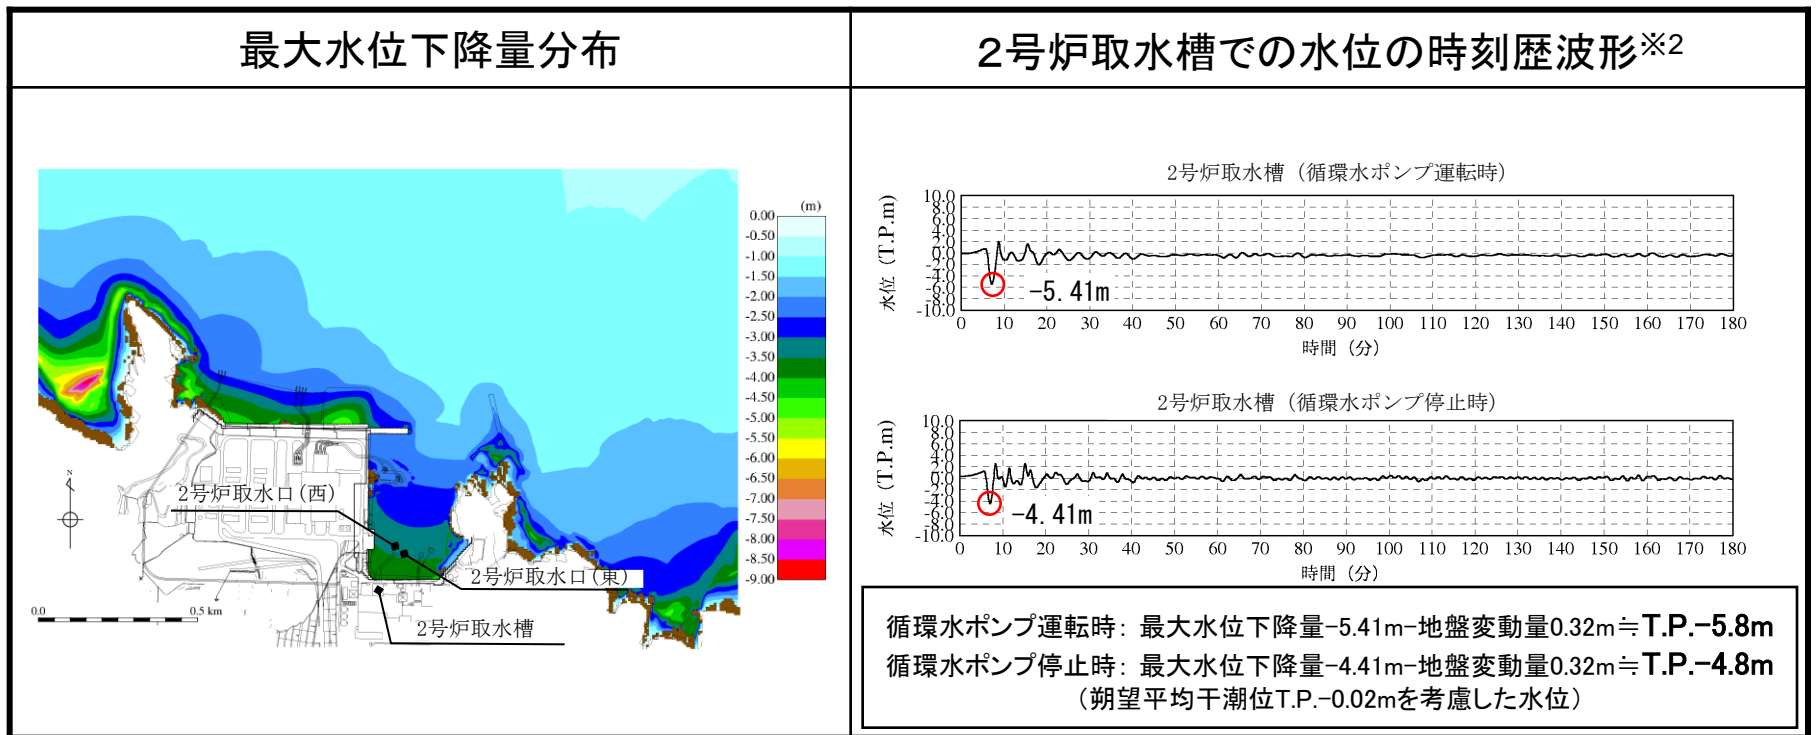 最大水位下降量分布
2号炉取水槽での水位の時刻歴波形※2
(m)
0.00
-0.50
-1.00
-1.50
-2.00
-2.50
-3.00
-3.50
-4.00
-4.50
-5.00
-5.50
-6.00
-6.50
-7.00
-7.50
-8.00
-8.50
-9.00
N
2号炉取水口(西)
2号炉取水口(東)
2号炉取水槽
0.0 0.5 km
2号炉取水槽（循環水ポンプ運転時）
水位（T.P.m）
10.0
8.0
6.0
4.0
2.0
0.0
-2.0
-4.0
-6.0
-8.0
-10.0
-5.41m
0 10 20 30 40 50 60 70 80 90 100 110 120 130 140 150 160 170 180
時間（分）
2号炉取水槽（循環水ポンプ停止時）
水位（T.P.m）
10.0
8.0
6.0
4.0
2.0
0.0
-2.0
-4.0
-6.0
-8.0
-10.0
-4.41m
0 10 20 30 40 50 60 70 80 90 100 110 120 130 140 150 160 170 180
時間（分）
循環水ポンプ運転時：最大水位下降量-5.41m-地盤変動量0.32m≒T.P.-5.8m
循環水ポンプ停止時：最大水位下降量-4.41m-地盤変動量0.32m≒T.P.-4.8m
（朔望平均干潮位T.P.-0.02mを考慮した水位）